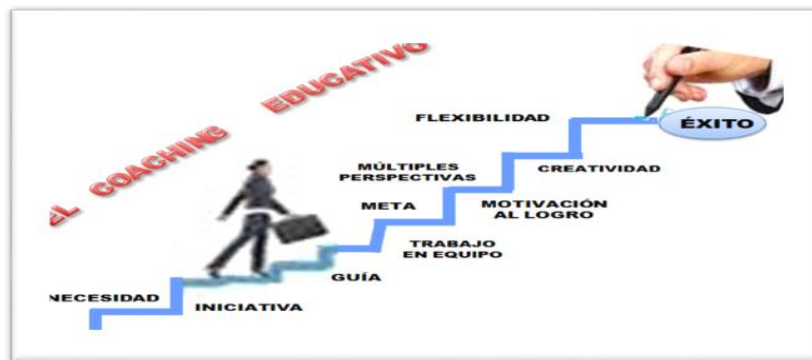 EL COACHING EDUCATIVO
FLEXIBILIDAD
ÉXITO
MÚLTIPLES
PERSPECTIVAS
CREATIVIDAD
META
MOTIVACIÓN
AL LOGRO
TRABAJO
EN EQUIPO
GUÍA
NECESIDAD
INICIATIVA